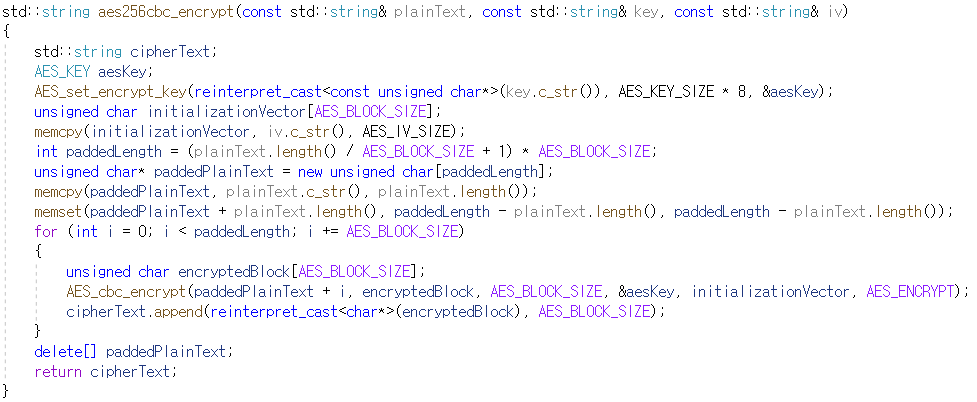 std::string aes256cbc_encrypt(const std::string& plainText, const std::string& key, const std::string& iv)
{
    std::string cipherText;
    AES_KEY aesKey;
    AES_set_encrypt_key(reinterpret_cast<const unsigned char*>(key.c_str()), AES_KEY_SIZE * 8, &aesKey);
    unsigned char initializationVector[AES_BLOCK_SIZE];
    memcpy(initializationVector, iv.c_str(), AES_IV_SIZE);
    int paddedLength = (plainText.length() / AES_BLOCK_SIZE + 1) * AES_BLOCK_SIZE;
    unsigned char* paddedPlainText = new unsigned char[paddedLength];
    memcpy(paddedPlainText, plainText.c_str(), plainText.length());
    memset(paddedPlainText + plainText.length(), paddedLength - plainText.length(), paddedLength - plainText.length());
    for (int i = 0; i < paddedLength; i += AES_BLOCK_SIZE)
    {
        unsigned char encryptedBlock[AES_BLOCK_SIZE];
        AES_cbc_encrypt(paddedPlainText + i, encryptedBlock, AES_BLOCK_SIZE, &aesKey, initializationVector, AES_ENCRYPT);
        cipherText.append(reinterpret_cast<char*>(encryptedBlock), AES_BLOCK_SIZE);
    }
    delete[] paddedPlainText;
    return cipherText;
}